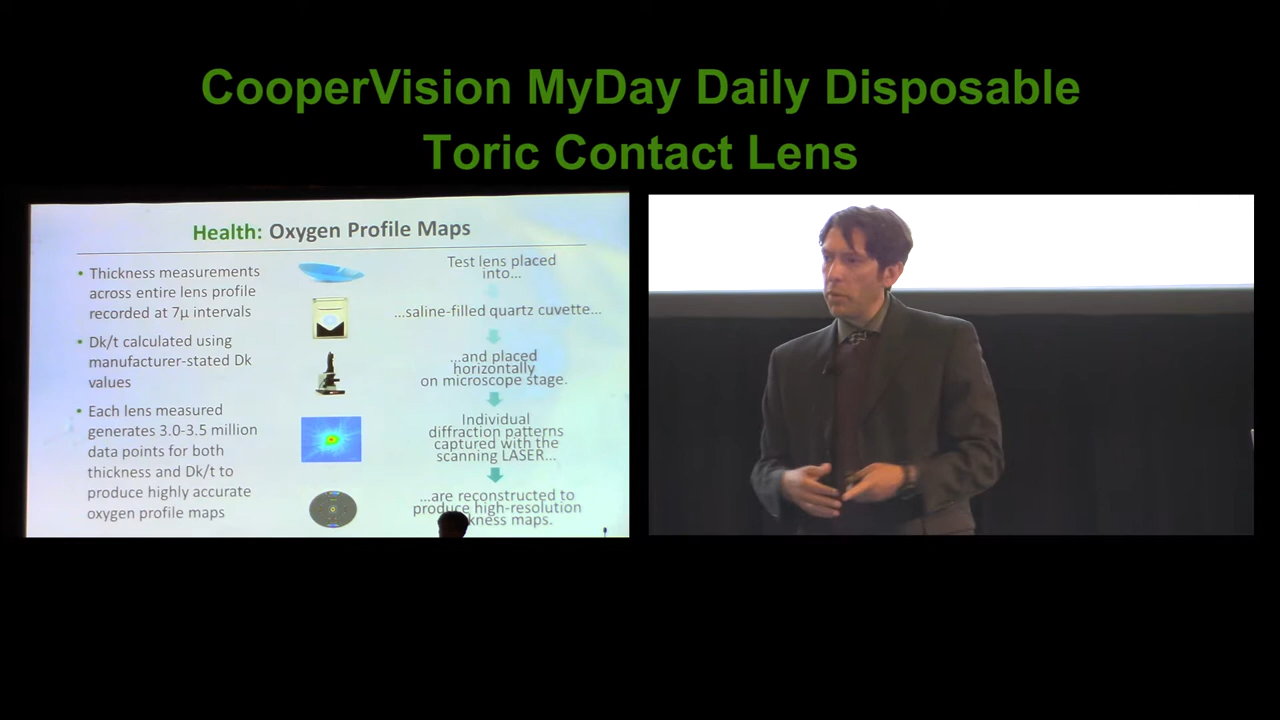 CooperVision MyDay Daily Disposable
Toric Contact Lens
Health: Oxygen Profile Maps
• Thickness measurements
across entire lens profile
recorded at 7µ intervals
• Dk/t calculated using
manufacturer-stated Dk
values
• Each lens measured
generates 3.0-3.5 million
data points for both
thickness and Dk/t to
produce highly accurate
oxygen profile maps
Test lens placed
into...
...saline-filled quartz cuvette...
...and placed
horizontally
on microscope stage.
Individual
diffraction patterns
captured with the
scanning LASER...
...are reconstructed to
produce high-resolution
maps.